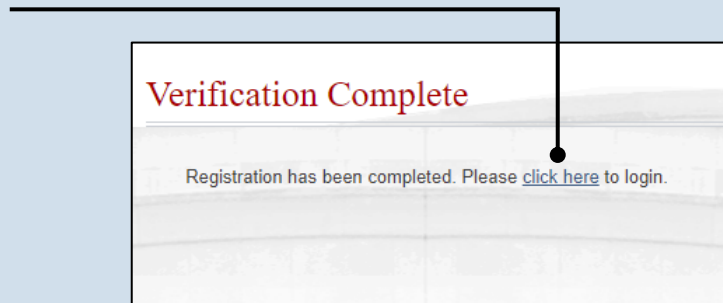 Verification Complete
Registration has been completed. Please click here to login.